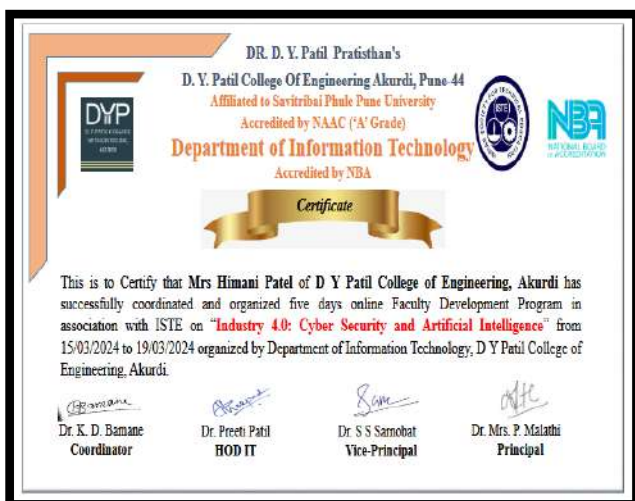 DR. D. Y. Patil Pratisthan's
D. Y. Patil College Of Engineering Akurdi, Pune-44
Affiliated to Savitribai Phule Pune University
Accredited by NAAC ('A' Grade)
Department of Information Technology
Accredited by NBA
DYP
ISTE
NBA
NATIONAL BOARD
of ACCREDITATION
Certificate
This is to Certify that Mrs Himani Patel of D Y Patil College of Engineering, Akurdi has
successfully coordinated and organized five days online Faculty Development Program in
association with ISTE on "Industry 4.0: Cyber Security and Artificial Intelligence" from
15/03/2024 to 19/03/2024 organized by Department of Information Technology, D Y Patil College of
Engineering, Akurdi.
Dr. K. D. Bamane
Coordinator
Dr. Preeti Patil
HOD IT
Dr. S S Sarnobat
Vice-Principal
Dr. Mrs. P. Malathi
Principal